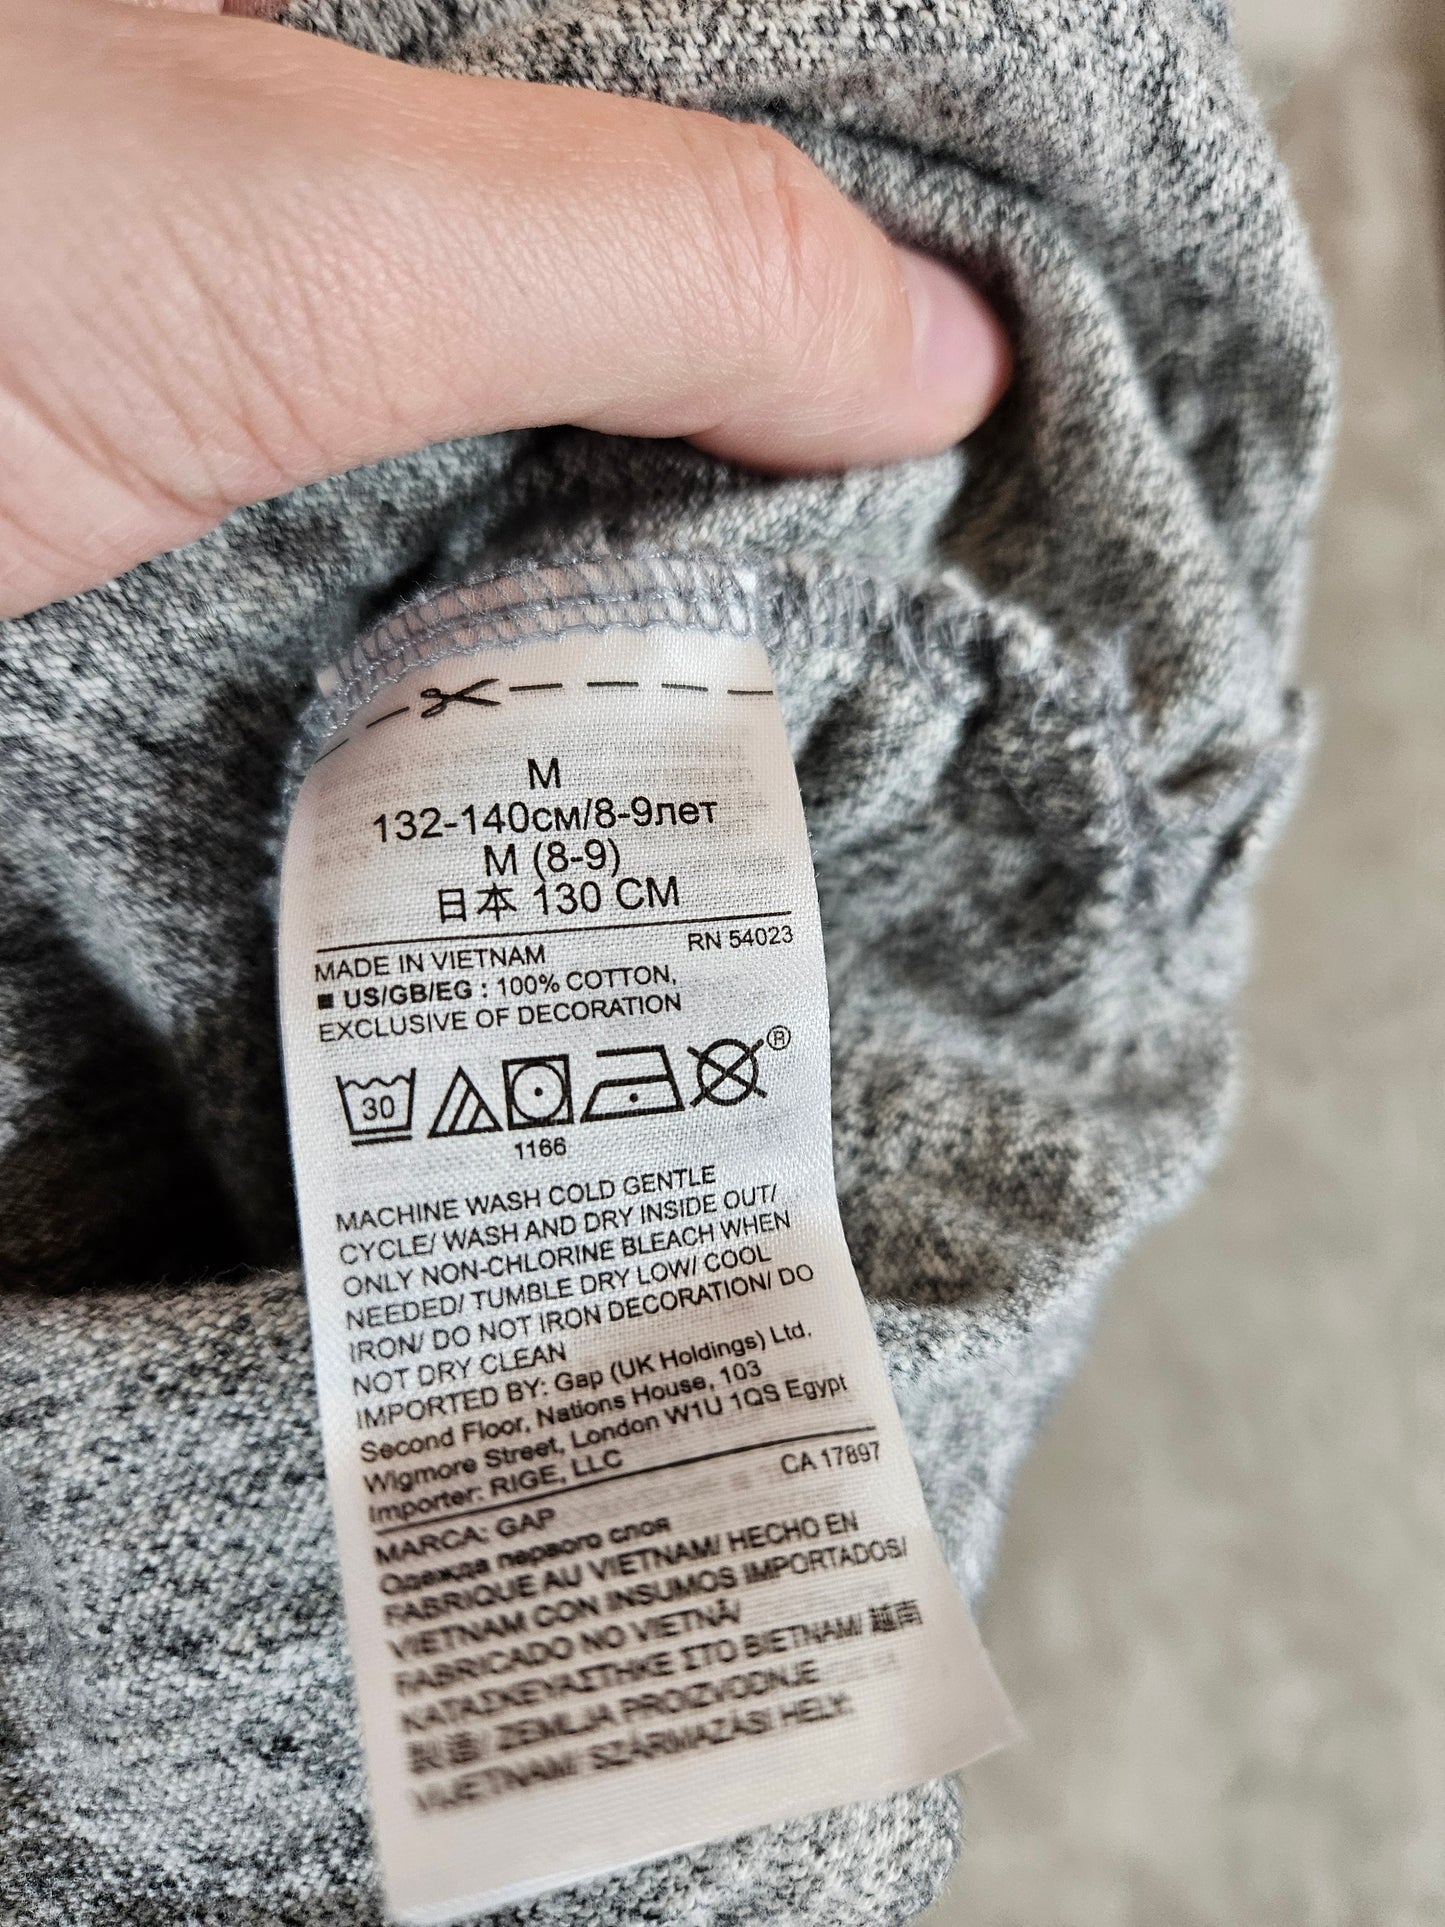 M
132-140см/8-9лет
M (8-9)
日本 130 CM
RN 54023
MADE IN VIETNAM
■ US/GB/EG : 100% COTTON,
EXCLUSIVE OF DECORATION
30
®
1166
MACHINE WASH COLD GENTLE
CYCLE/ WASH AND DRY INSIDE OUT/
ONLY NON-CHLORINE BLEACH WHEN
NEEDED/ TUMBLE DRY LOW/ COOL
IRON/ DO NOT IRON DECORATION/ DO
NOT DRY CLEAN
IMPORTED BY: Gap (UK Holdings) Ltd.
Second Floor, Nations House, 103
Wigmore Street, London W1U 1QS Egypt
Importer: RIGE, LLC
CA 17897
MARCA: GAP
Одежда первого слоя
FABRIQUE AU VIETNAM/ HECHO EN
VIETNAM CON INSUMOS IMPORTADOS/
FABRICADO NO VIETNÃ/
ΚΑΤΑΣΚΕΥΑΣΤΗΚΕ ΣΤΟ ΒΙΕΤΝΑΜ/ 越南
製造/ ZEMLJA PROIZVODNJE
VIJETNAM/ SZÁRMAZÁSI HELY: